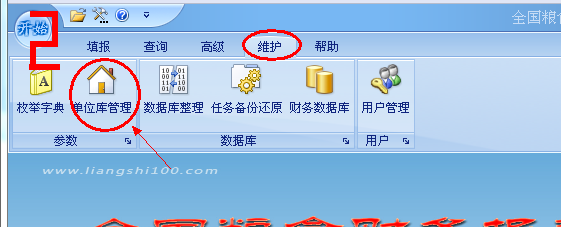 开始
全国粮食
填报 查询 高级 维护 帮助
枚举字典 单位库管理 数据库整理 任务备份还原 财务数据库 用户管理
参数 数据库 用户
www.liangshi100.com